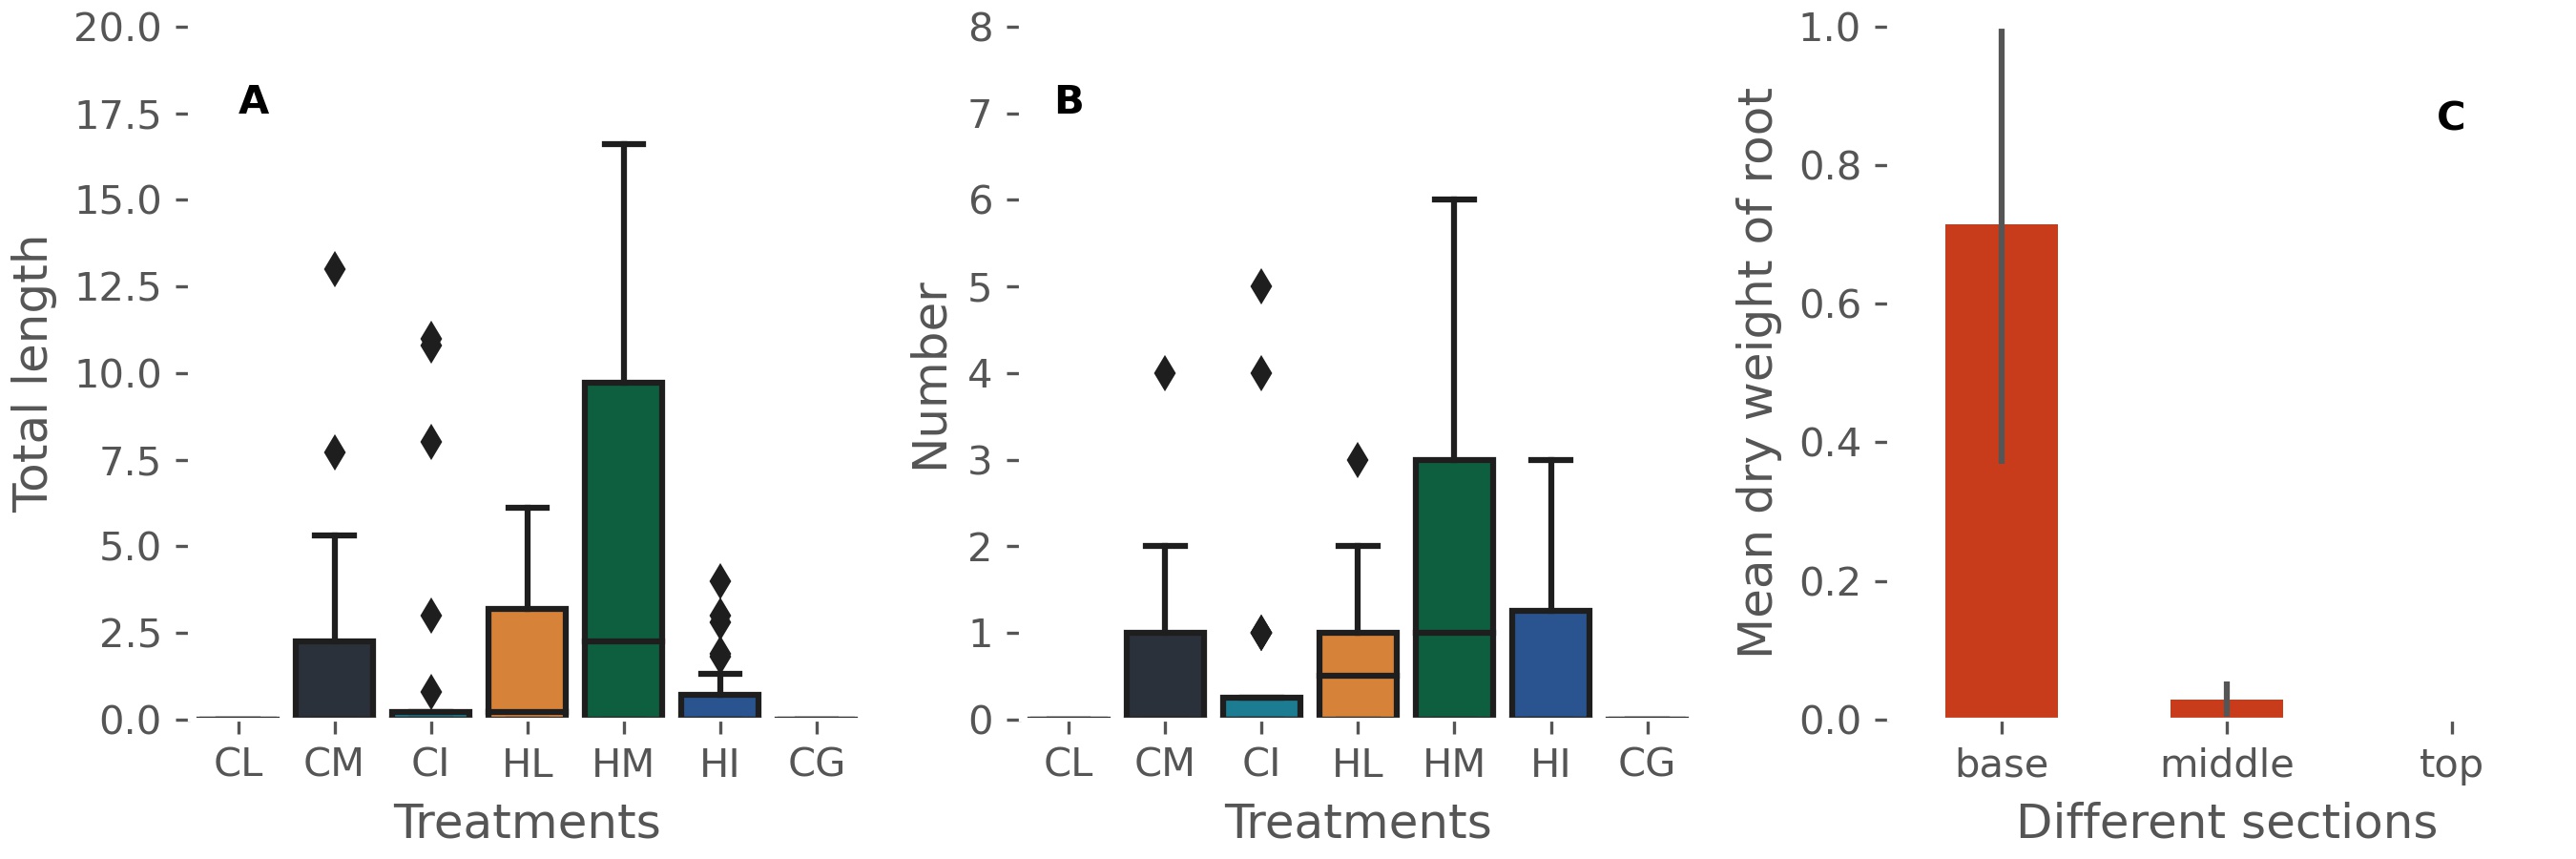 A
Total length
20.0
17.5
15.0
12.5
10.0
7.5
5.0
2.5
0.0
CL CM CI HL HM HI CG
Treatments
B
Number
8
7
6
5
4
3
2
1
0
CL CM CI HL HM HI CG
Treatments
C
Mean dry weight of root
1.0
0.8
0.6
0.4
0.2
0.0
base middle top
Different sections